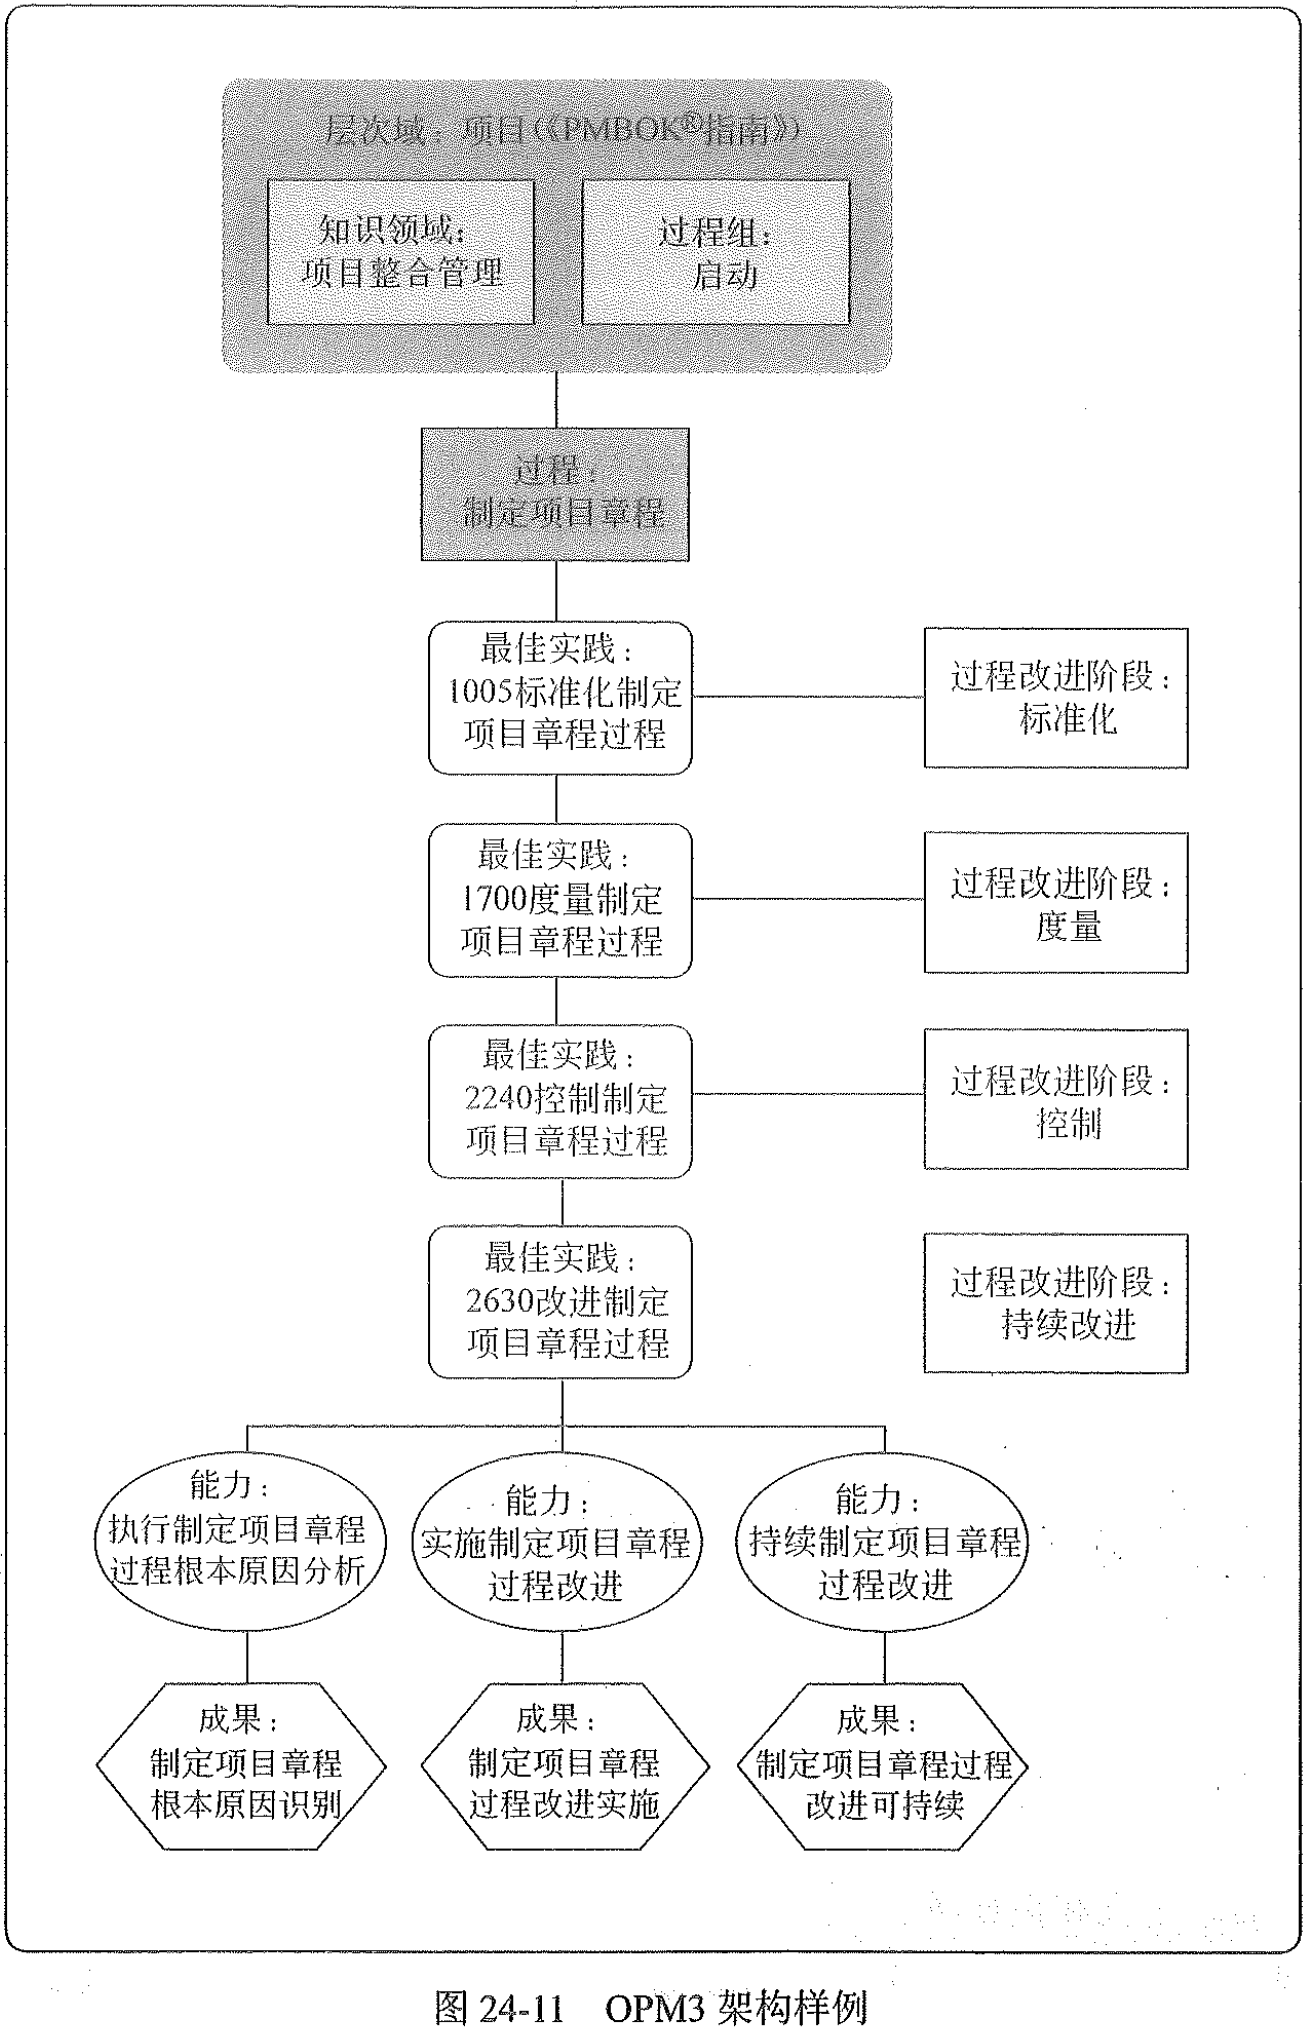 层次域：项目（《PMBOK®指南》）
知识领域：
项目整合管理
过程组：
启动
过程：
制定项目章程
最佳实践：
1005标准化制定
项目章程过程
过程改进阶段：
标准化
最佳实践：
1700度量制定
项目章程过程
过程改进阶段：
度量
最佳实践：
2240控制制定
项目章程过程
过程改进阶段：
控制
最佳实践：
2630改进制定
项目章程过程
过程改进阶段：
持续改进
能力：
执行制定项目章程
过程根本原因分析
能力：
实施制定项目章程
过程改进
能力：
持续制定项目章程
过程改进
成果：
制定项目章程
根本原因识别
成果：
制定项目章程
过程改进实施
成果：
制定项目章程过程
改进可持续
图 24-11 OPM3 架构样例